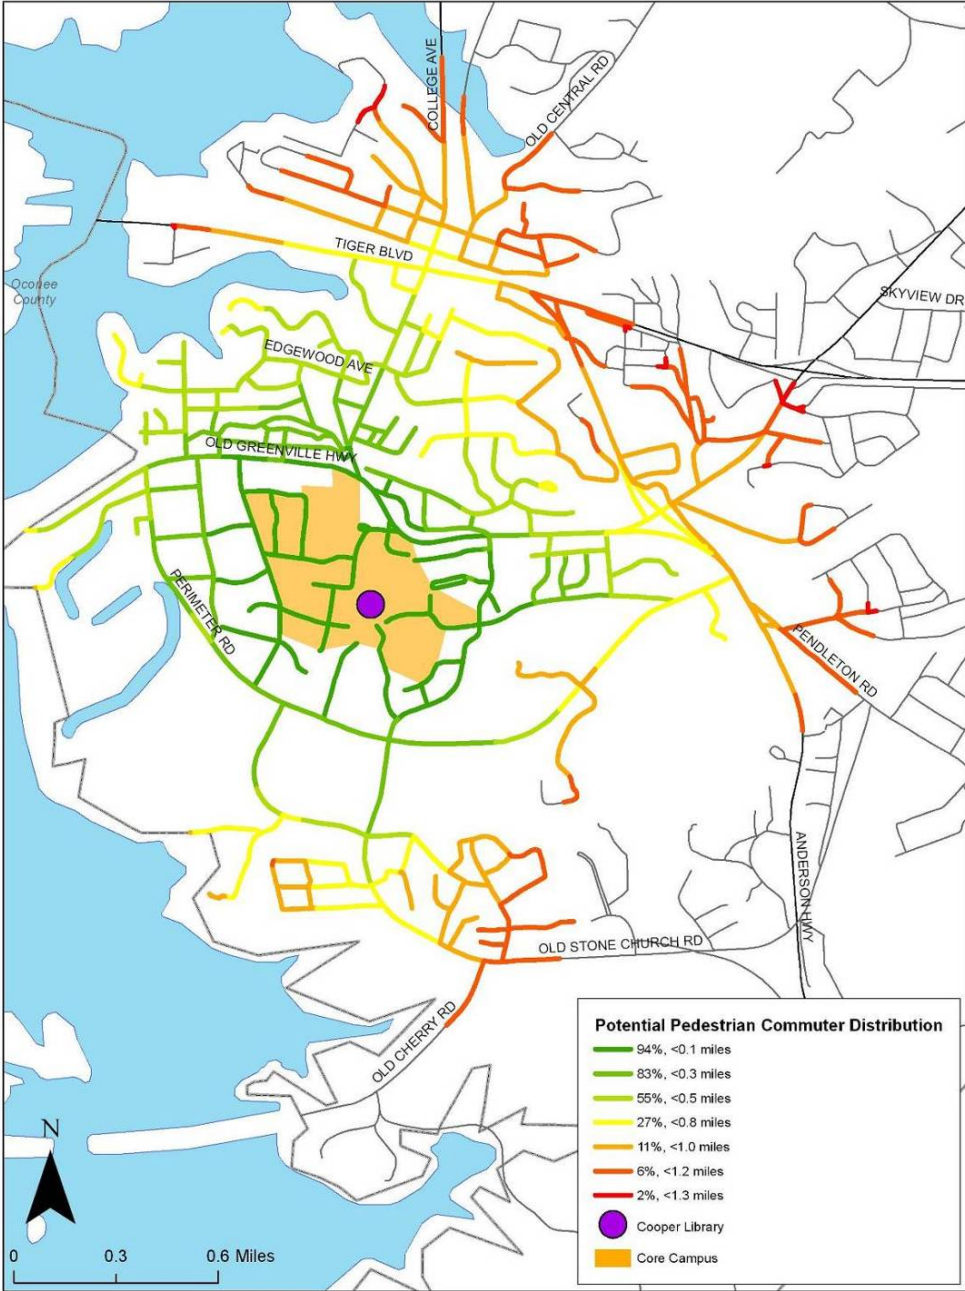 COLLEGE AVE
OLD CENTRAL RD
TIGER BLVD
Oconee
County
SKYVIEW DR
EDGEWOOD AVE
OLD GREENVILLE HWY
PERIMETER RD
PENDLETON RD
ANDERSON HWY
OLD STONE CHURCH RD
OLD CHERRY RD
Potential Pedestrian Commuter Distribution
94%, <0.1 miles
83%, <0.3 miles
55%, <0.5 miles
27%, <0.8 miles
11%, <1.0 miles
6%, <1.2 miles
2%, <1.3 miles
Cooper Library
Core Campus
N
0 0.3 0.6 Miles